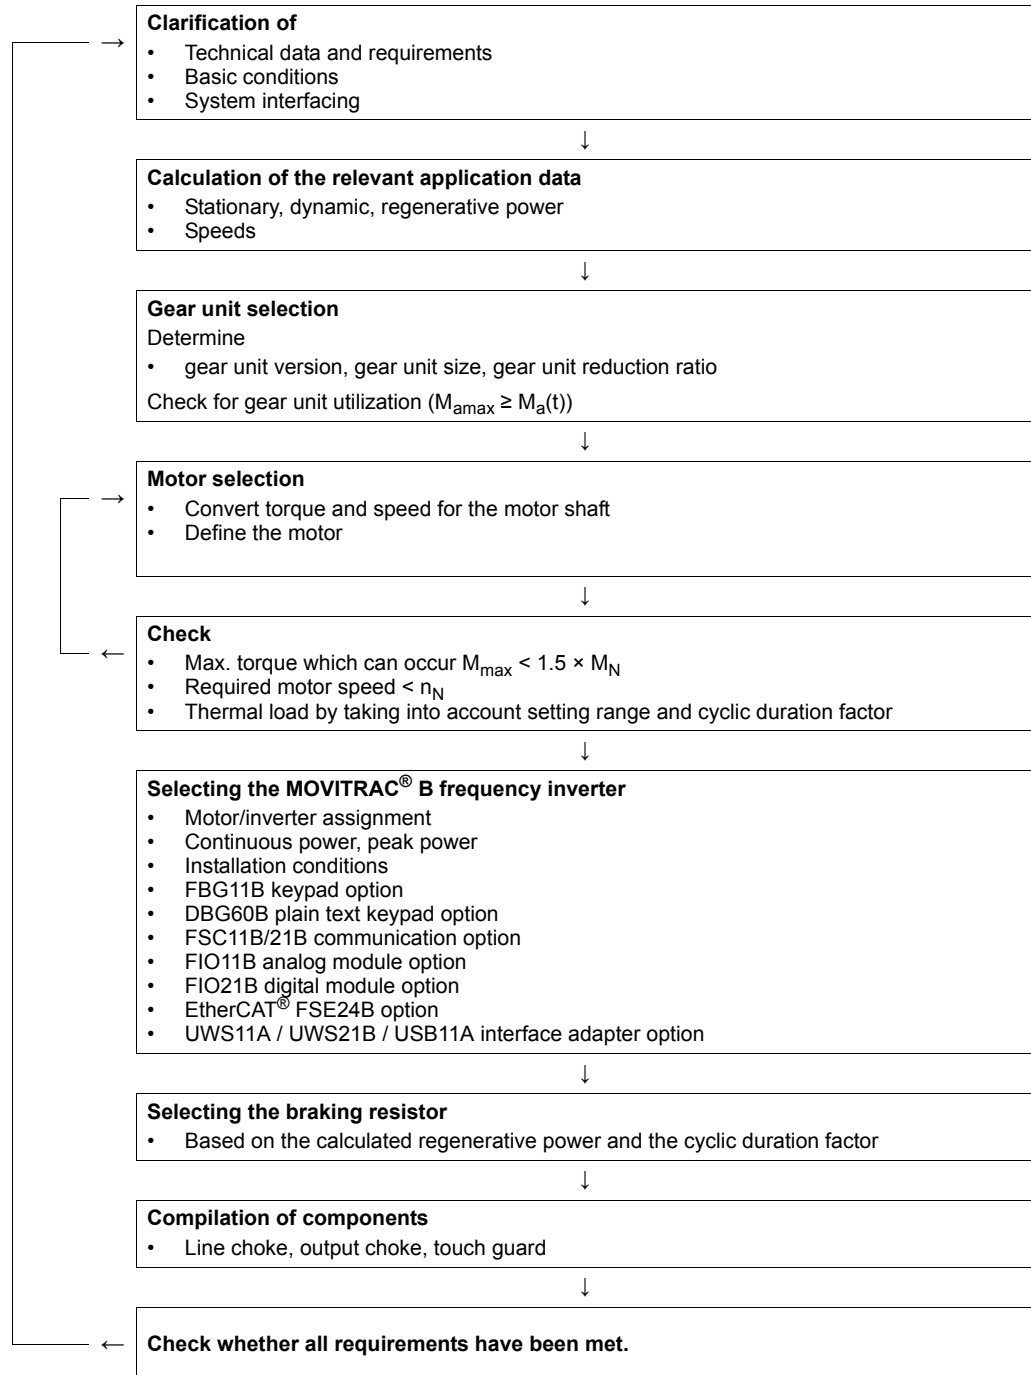 →
Clarification of
• Technical data and requirements
• Basic conditions
• System interfacing
↓
Calculation of the relevant application data
• Stationary, dynamic, regenerative power
• Speeds
↓
Gear unit selection
Determine
• gear unit version, gear unit size, gear unit reduction ratio
Check for gear unit utilization (Mamax ≥ Ma(t))
↓
→
Motor selection
• Convert torque and speed for the motor shaft
• Define the motor
↓
←
Check
• Max. torque which can occur Mmax < 1.5 × MN
• Required motor speed < nN
• Thermal load by taking into account setting range and cyclic duration factor
↓
Selecting the MOVITRAC® B frequency inverter
• Motor/inverter assignment
• Continuous power, peak power
• Installation conditions
• FBG11B keypad option
• DBG60B plain text keypad option
• FSC11B/21B communication option
• FIO11B analog module option
• FIO21B digital module option
• EtherCAT® FSE24B option
• UWS11A / UWS21B / USB11A interface adapter option
↓
Selecting the braking resistor
• Based on the calculated regenerative power and the cyclic duration factor
↓
Compilation of components
• Line choke, output choke, touch guard
↓
←
Check whether all requirements have been met.